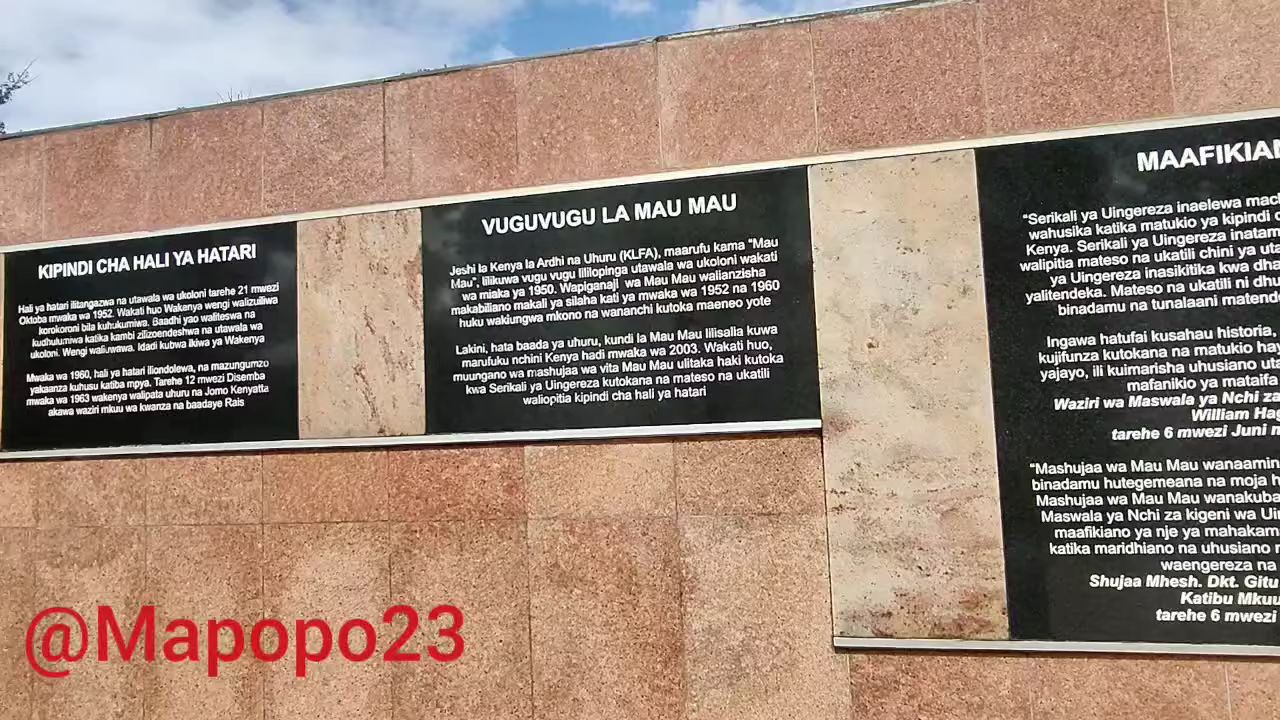 KIPINDI CHA HALI YA HATARI
Hali ya hatari ilitangazwa na utawala wa ukoloni tarehe 21 mwezi
Oktoba mwaka wa 1952. Wakati huo Wakenya wengi walizuiliwa
korokoroni bila kuhukumiwa. Baadhi yao waliteswa na
kudhulumiwa katika kambi zilizoendeshwa na utawala wa
ukoloni. Wengi waliuwawa. Idadi kubwa ikiwa ya Wakenya
Mwaka wa 1960, hali ya hatari iliondolewa, na mazungumzo
yakaanza kuhusu katiba mpya. Tarehe 12 mwezi Disemba
mwaka wa 1963 wakenya walipata uhuru na Jomo Kenyatta
akawa waziri mkuu wa kwanza na baadaye Rais
VUGUVUGU LA MAU MAU
Jeshi la Kenya la Ardhi na Uhuru (KLFA), maarufu kama “Mau
Mau”, lilikuwa vugu vugu lililopinga utawala wa ukoloni wakati
wa miaka ya 1950. Wapiganaji wa Mau Mau walianzisha
makabiliano makali ya silaha kati ya mwaka wa 1952 na 1960
huku wakiungwa mkono na wananchi kutoka maeneo yote
Lakini, hata baada ya uhuru, kundi la Mau Mau lilisalia kuwa
marufuku nchini Kenya hadi mwaka wa 2003. Wakati huo,
muungano wa mashujaa wa vita Mau Mau ulitaka haki kutoka
kwa Serikali ya Uingereza kutokana na mateso na ukatili
waliopitia kipindi cha hali ya hatari
MAAFIKIAN
“Serikali ya Uingereza inaelewa mach
wahusika katika matukio ya kipindi c
Kenya. Serikali ya Uingereza inatam
walipitia mateso na ukatili chini ya uta
ya Uingereza inasikitika kwa dha
yalitendeka. Mateso na ukatili ni dhu
binadamu na tunalaani matend
Ingawa hatufai kusahau historia,
kujifunza kutokana na matukio hay
yajayo, ili kuimarisha uhusiano uta
mafanikio ya mataifa
Waziri wa Maswala ya Nchi za
William Ha
tarehe 6 mwezi Juni m
“Mashujaa wa Mau Mau wanaamin
binadamu hutegemeana na moja h
Mashujaa wa Mau Mau wanakuba
Maswala ya Nchi za kigeni wa Ui
maafikiano ya nje ya mahakam
katika maridhiano na uhusiano
waengereza na
Shujaa Mhesh. Dkt. Gitu
Katibu Mkuu
tarehe 6 mwezi
@Mapopo23